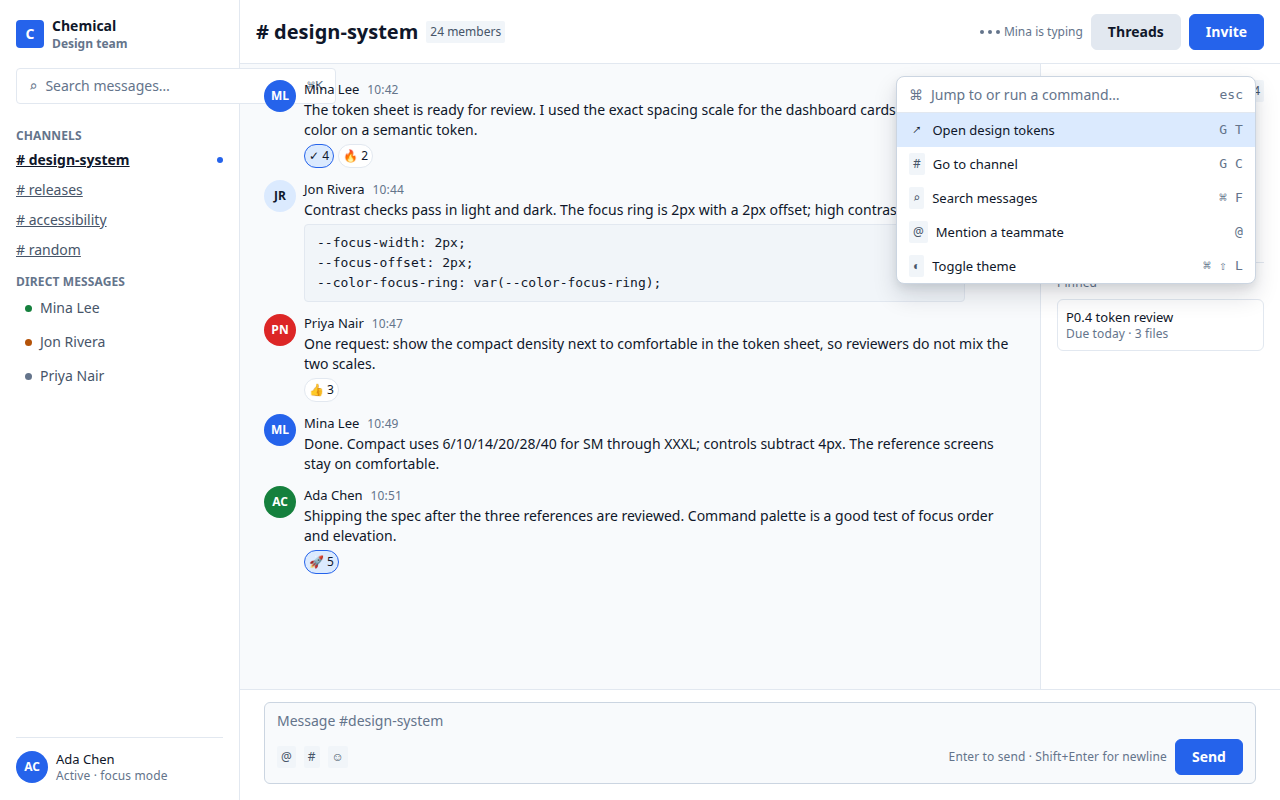 C
Chemical
Design team
⌕ Search messages... ⌘K
CHANNELS
# design-system
# releases
# accessibility
# random
DIRECT MESSAGES
Mina Lee
Jon Rivera
Priya Nair
AC
Ada Chen
Active · focus mode
# design-system 24 members
••• Mina is typing
Threads
Invite
ML
Mina Lee 10:42
The token sheet is ready for review. I used the exact spacing scale for the dashboard cards
color on a semantic token.
✓ 4 🔥 2
JR
Jon Rivera 10:44
Contrast checks pass in light and dark. The focus ring is 2px with a 2px offset; high contras
--focus-width: 2px;
--focus-offset: 2px;
--color-focus-ring: var(--color-focus-ring);
PN
Priya Nair 10:47
One request: show the compact density next to comfortable in the token sheet, so reviewers do not mix the
two scales.
👍 3
ML
Mina Lee 10:49
Done. Compact uses 6/10/14/20/28/40 for SM through XXXL; controls subtract 4px. The reference screens
stay on comfortable.
AC
Ada Chen 10:51
Shipping the spec after the three references are reviewed. Command palette is a good test of focus order
and elevation.
🚀 5
⌘ Jump to or run a command... esc
↗ Open design tokens G T
# Go to channel G C
⌕ Search messages ⌘ F
@ Mention a teammate @
◐ Toggle theme ⌘ ⇧ L
4
Pinned
P0.4 token review
Due today · 3 files
Message #design-system
@ # ☺
Enter to send · Shift+Enter for newline
Send